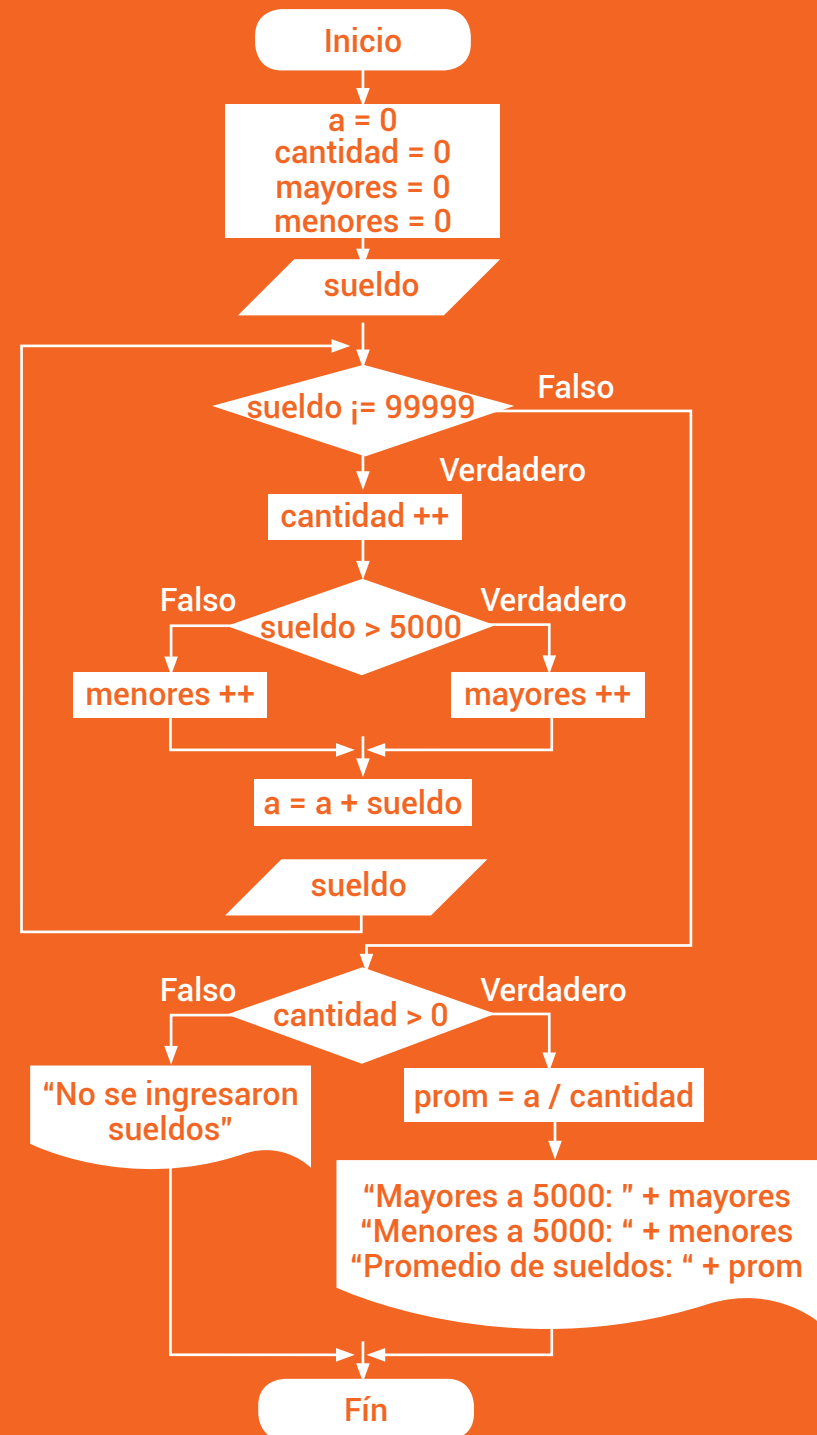 Inicio
a = 0
cantidad = 0
mayores = 0
menores = 0
sueldo
sueldo ¡= 99999
Falso
Verdadero
cantidad ++
Falso
Verdadero
sueldo > 5000
menores ++
mayores ++
a = a + sueldo
sueldo
Falso
Verdadero
cantidad > 0
“No se ingresaron
sueldos”
prom = a / cantidad
“Mayores a 5000: ” + mayores
“Menores a 5000: “ + menores
“Promedio de sueldos: “ + prom
Fín